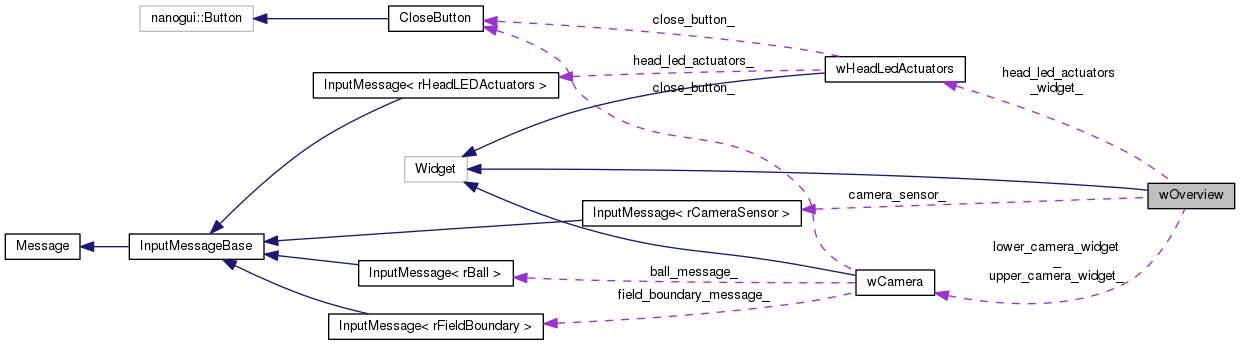 nanogui::Button
CloseButton
close_button_
head_led_actuators_
wHeadLedActuators
head_led_actuators
_widget_
InputMessage< rHeadLEDActuators >
close_button_
Widget
wOverview
camera_sensor_
InputMessage< rCameraSensor >
Message
InputMessageBase
lower_camera_widget
_
upper_camera_widget_
InputMessage< rBall >
ball_message_
wCamera
field_boundary_message_
InputMessage< rFieldBoundary >